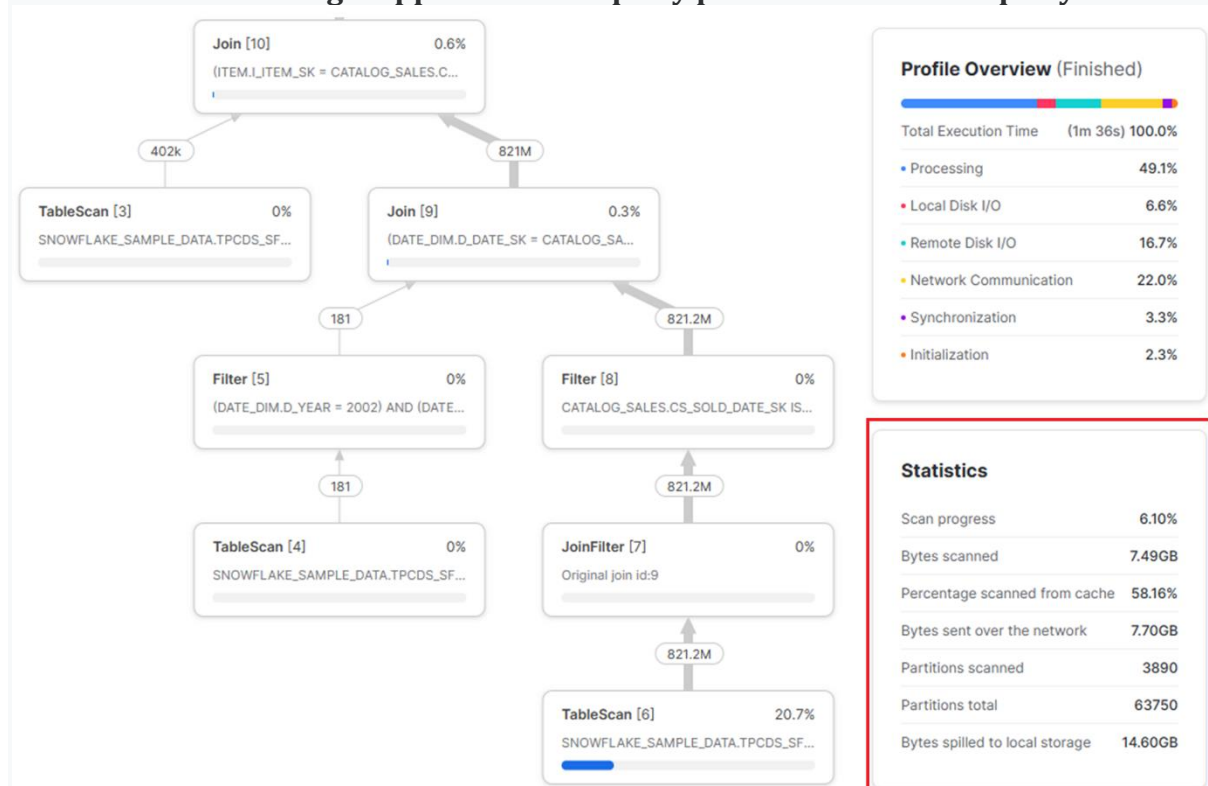 Join [10] 0.6%
(ITEM.I_ITEM_SK = CATALOG_SALES.C...
402k
821M
TableScan [3] 0%
SNOWFLAKE_SAMPLE_DATA.TPCDS_SF...
Join [9] 0.3%
(DATE_DIM.D_DATE_SK = CATALOG_SA...
181
821.2M
Filter [5] 0%
(DATE_DIM.D_YEAR = 2002) AND (DATE...
Filter [8] 0%
CATALOG_SALES.CS_SOLD_DATE_SK IS...
181
821.2M
TableScan [4] 0%
SNOWFLAKE_SAMPLE_DATA.TPCDS_SF...
JoinFilter [7] 0%
Original join id:9
821.2M
TableScan [6] 20.7%
SNOWFLAKE_SAMPLE_DATA.TPCDS_SF...
Profile Overview (Finished)
Total Execution Time (1m 36s) 100.0%
Processing 49.1%
Local Disk I/O 6.6%
Remote Disk I/O 16.7%
Network Communication 22.0%
Synchronization 3.3%
Initialization 2.3%
Statistics
Scan progress 6.10%
Bytes scanned 7.49GB
Percentage scanned from cache 58.16%
Bytes sent over the network 7.70GB
Partitions scanned 3890
Partitions total 63750
Bytes spilled to local storage 14.60GB